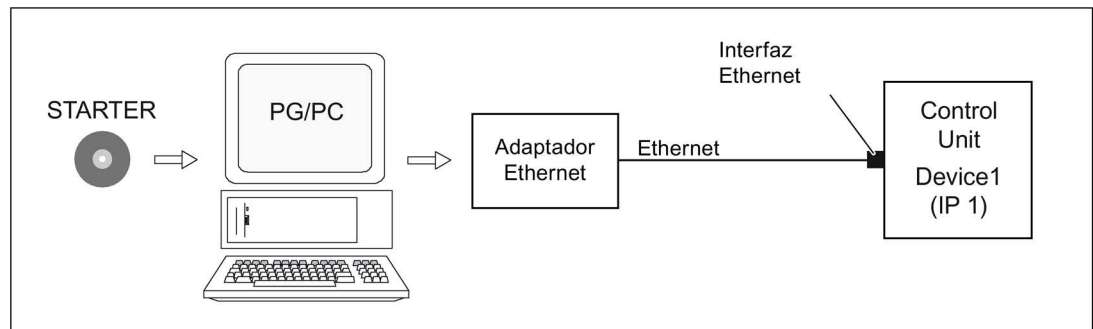 STARTER
PG/PC
Adaptador
Ethernet
Ethernet
Interfaz
Ethernet
Control
Unit
Device1
(IP 1)